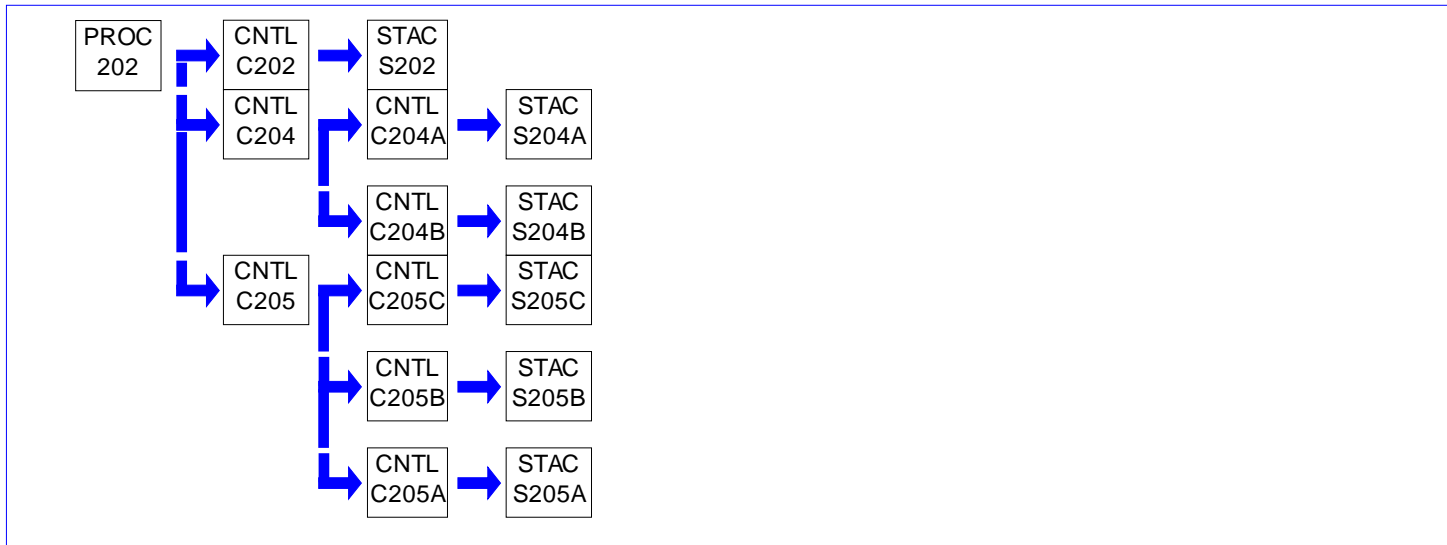 PROC
202
CNTL
C202
STAC
S202
CNTL
C204
CNTL
C204A
STAC
S204A
CNTL
C204B
STAC
S204B
CNTL
C205
CNTL
C205C
STAC
S205C
CNTL
C205B
STAC
S205B
CNTL
C205A
STAC
S205A